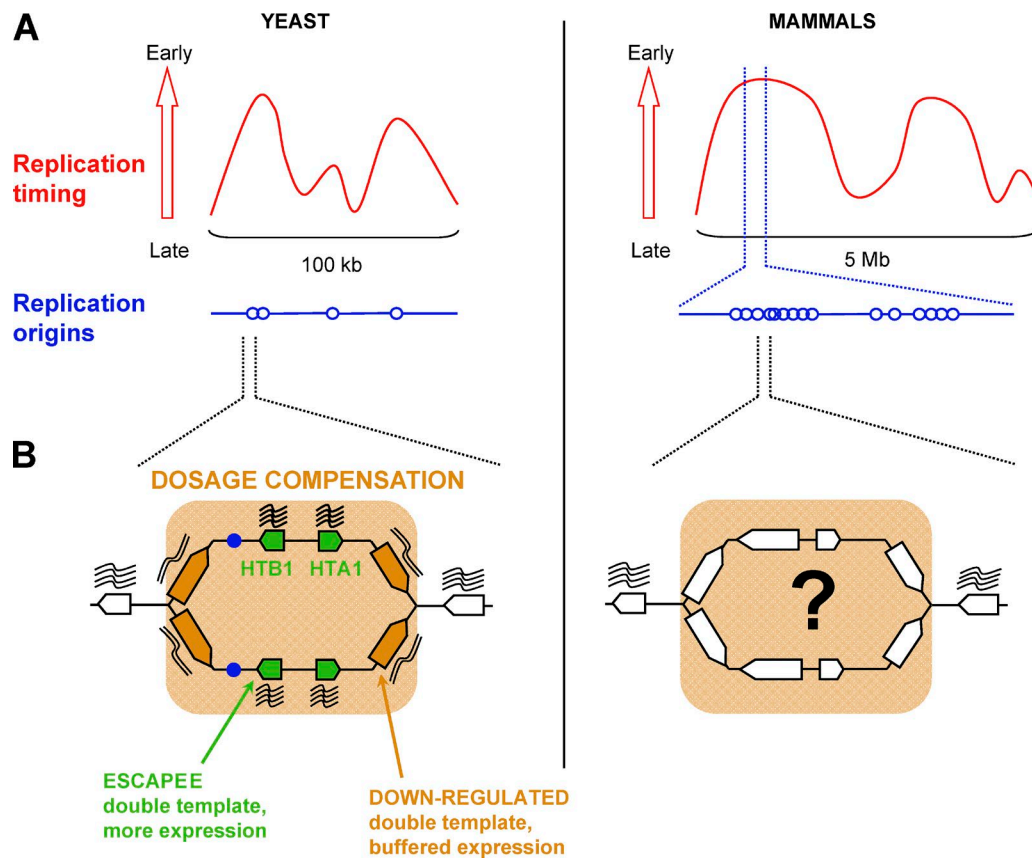 A
YEAST
MAMMALS
Early
Early
Replication
timing
Late
Late
100 kb
5 Mb
Replication
origins
B
DOSAGE COMPENSATION
HTB1
HTA1
?
ESCAPEE
double template,
more expression
DOWN-REGULATED
double template,
buffered expression